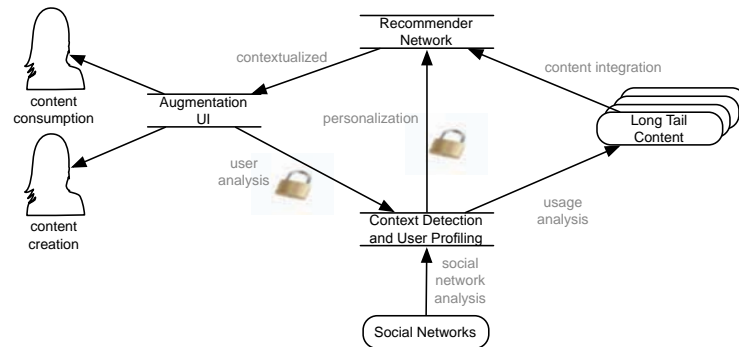 Recommender
Network
contextualized
content integration
content
consumption
Augmentation
UI
personalization
Long Tail
Content
user
analysis
content
creation
Context Detection
and User Profiling
usage
analysis
social
network
analysis
Social Networks